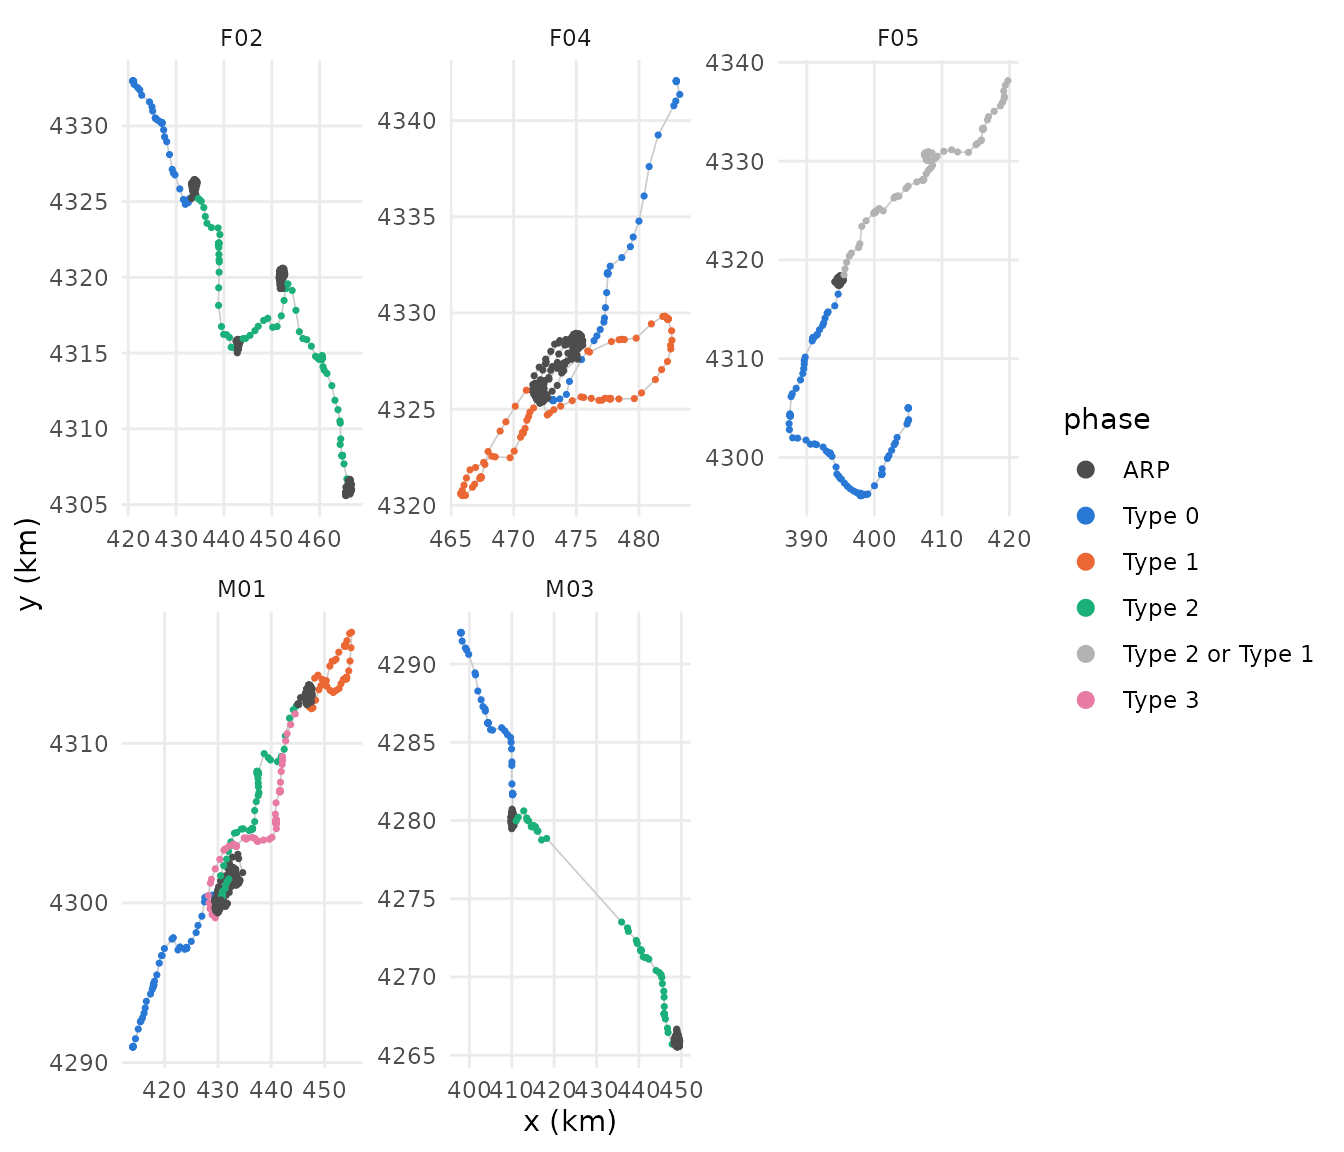 F02 F04 F05
4330
4325
4320
4315
4310
4305
420 430 440 450 460
4340
4335
4330
4325
4320
465 470 475 480
4340
4330
4320
4310
4300
390 400 410 420
M01 M03
4310
4300
4290
420 430 440 450
4290
4285
4280
4275
4270
4265
400 410 420 430 440 450
x (km)
y (km)
phase
ARP
Type 0
Type 1
Type 2
Type 2 or Type 1
Type 3